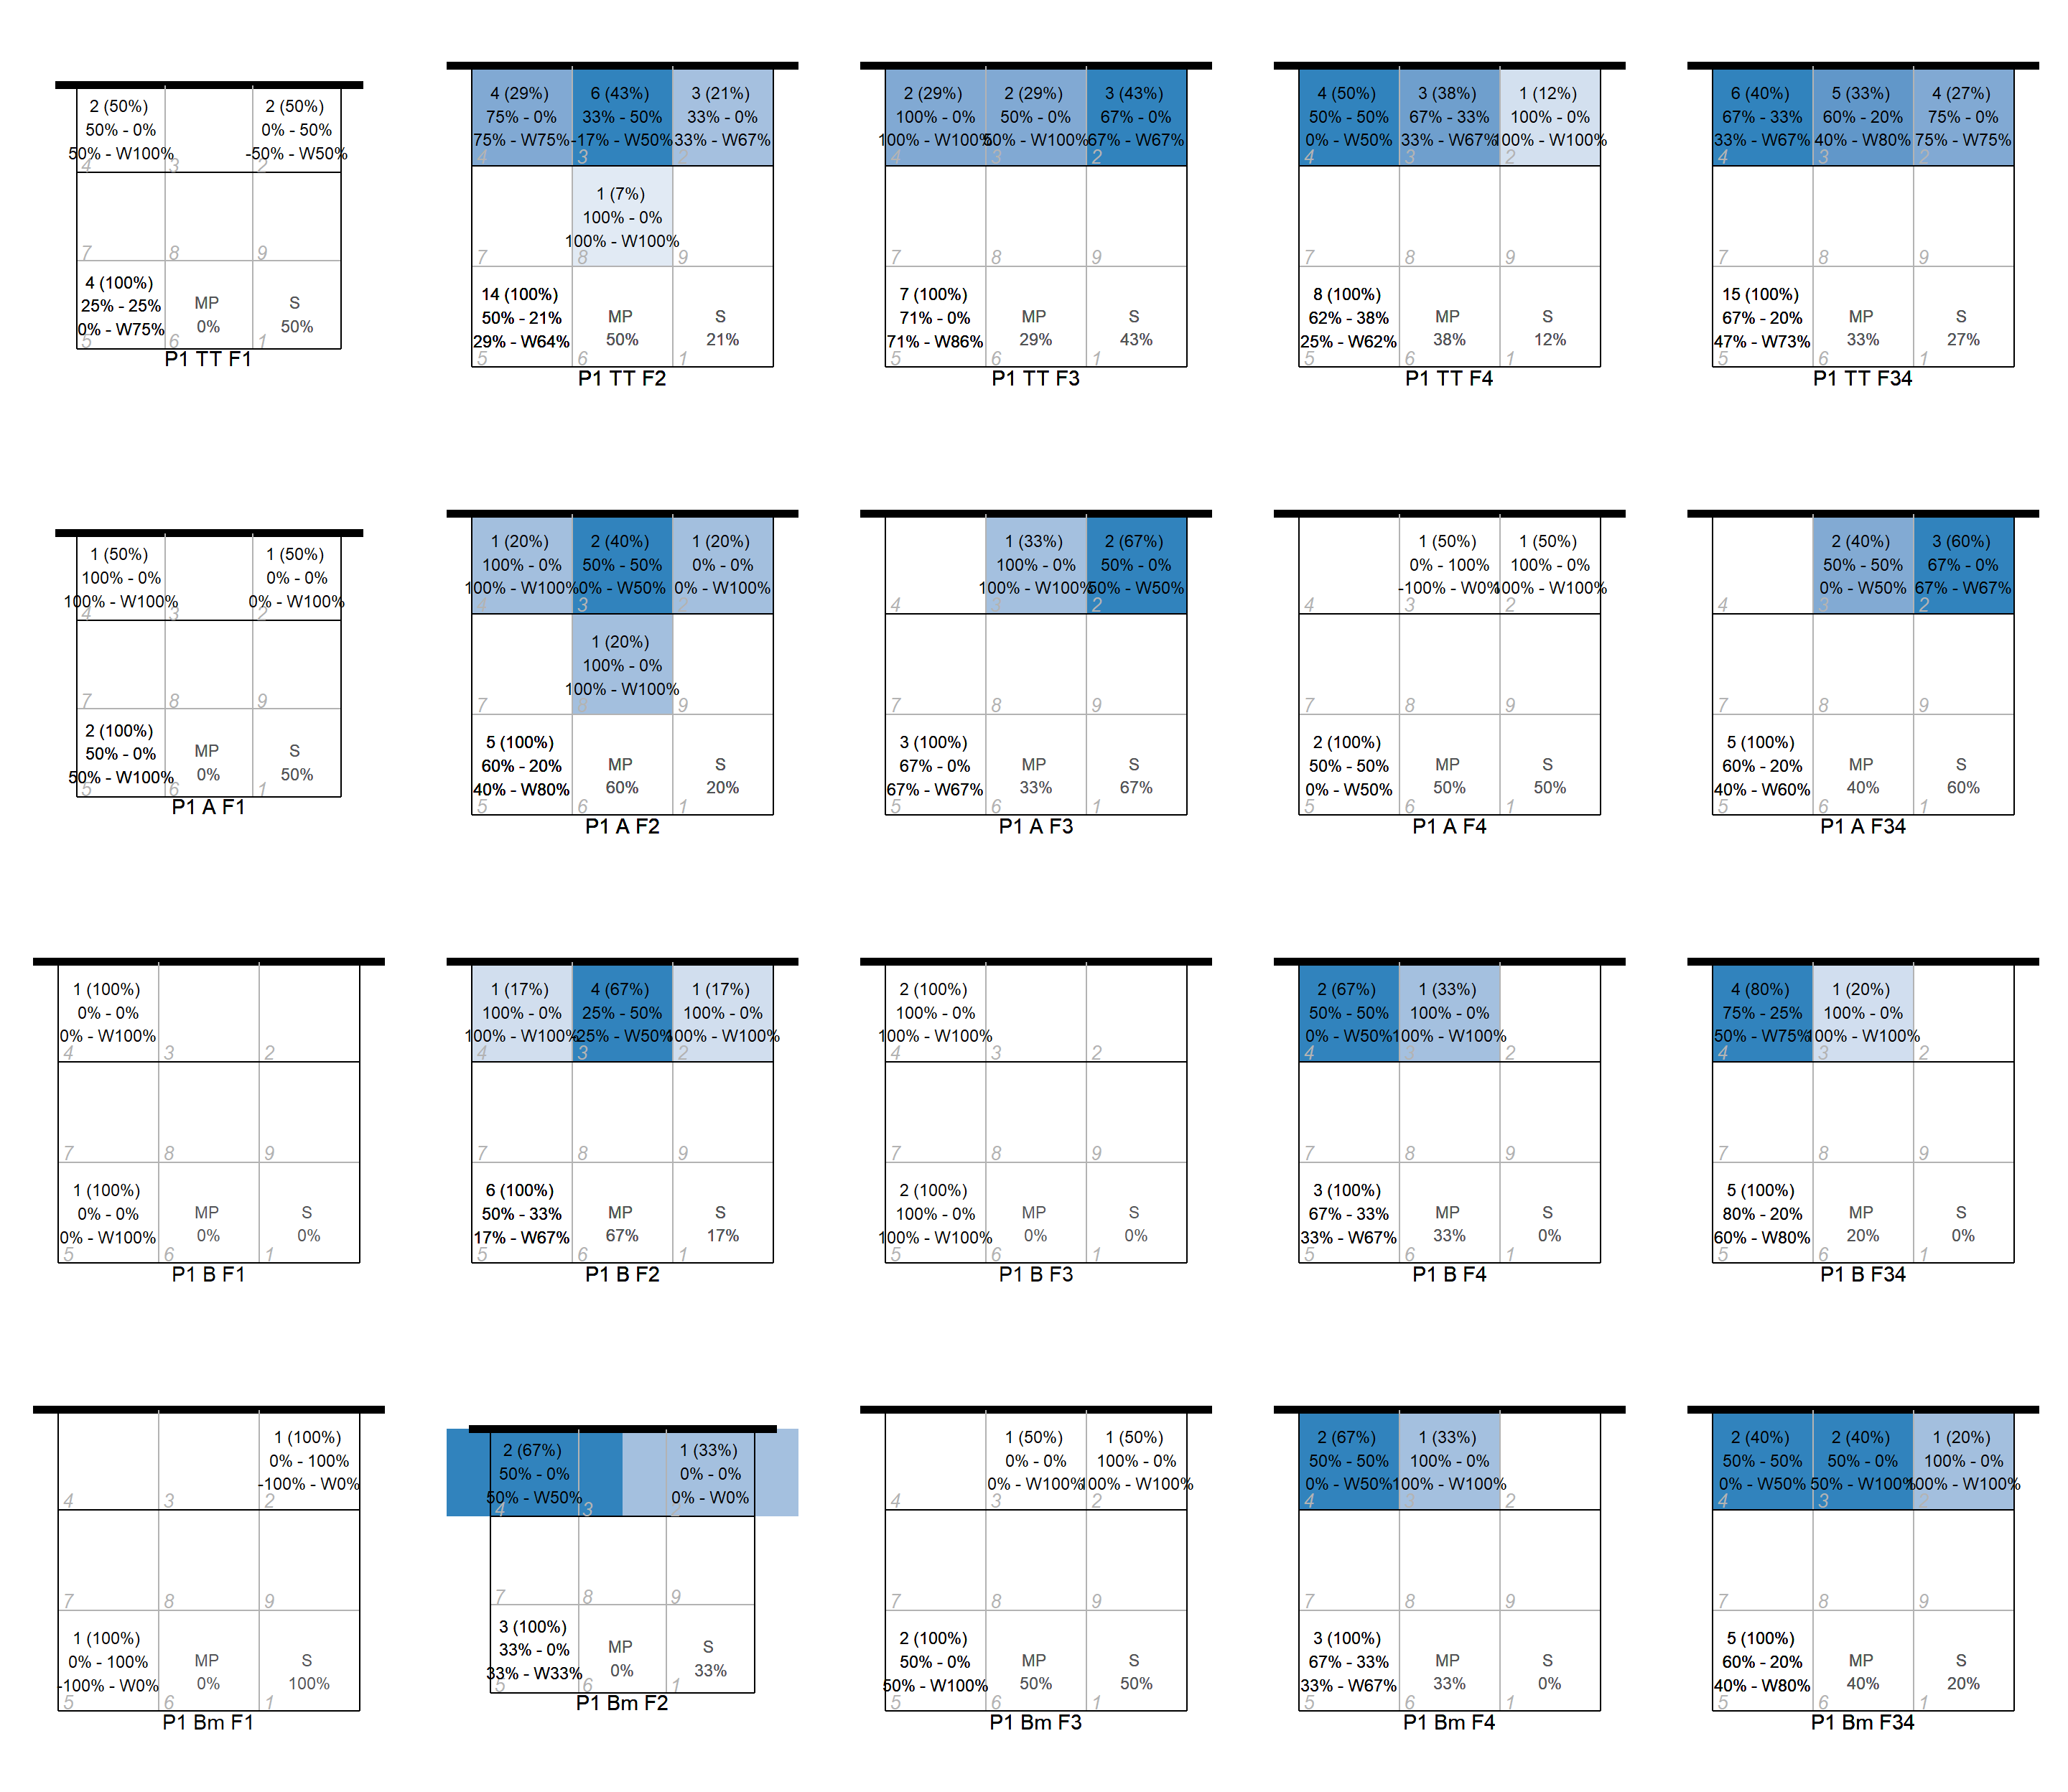 2 (50%)
50% - 0%
50% - W100%
4
3
2 (50%)
0% - 50%
-50% - W50%
2
7
8
9
4 (100%)
25% - 25%
0% - W75%
5
MP
0%
6
S
50%
1
P1 TT F1
4 (29%)
75% - 0%
75% - W75%
4
6 (43%)
33% - 50%
-17% - W50%
3
3 (21%)
33% - 0%
33% - W67%
2
7
1 (7%)
100% - 0%
100% - W100%
8
9
14 (100%)
50% - 21%
29% - W64%
5
MP
50%
6
S
21%
1
P1 TT F2
2 (29%)
100% - 0%
100% - W100%
4
2 (29%)
50% - 0%
50% - W100%
3
3 (43%)
67% - 0%
67% - W67%
2
7
8
9
7 (100%)
71% - 0%
71% - W86%
5
MP
29%
6
S
43%
1
P1 TT F3
4 (50%)
50% - 50%
0% - W50%
4
3 (38%)
67% - 33%
33% - W67%
3
1 (12%)
100% - 0%
100% - W100%
2
7
8
9
8 (100%)
62% - 38%
25% - W62%
5
MP
38%
6
S
12%
1
P1 TT F4
6 (40%)
67% - 33%
33% - W67%
4
5 (33%)
60% - 20%
40% - W80%
3
4 (27%)
75% - 0%
75% - W75%
2
7
8
9
15 (100%)
67% - 20%
47% - W73%
5
MP
33%
6
S
27%
1
P1 TT F34
1 (50%)
100% - 0%
100% - W100%
4
3
1 (50%)
0% - 0%
0% - W100%
2
7
8
9
2 (100%)
50% - 0%
50% - W100%
5
MP
0%
6
S
50%
1
P1 A F1
1 (20%)
100% - 0%
100% - W100%
4
2 (40%)
50% - 50%
0% - W50%
3
1 (20%)
0% - 0%
0% - W100%
2
7
1 (20%)
100% - 0%
100% - W100%
8
9
5 (100%)
60% - 20%
40% - W80%
5
MP
60%
6
S
20%
1
P1 A F2
4
1 (33%)
100% - 0%
100% - W100%
3
2 (67%)
50% - 0%
50% - W50%
2
7
8
9
3 (100%)
67% - 0%
67% - W67%
5
MP
33%
6
S
67%
1
P1 A F3
4
1 (50%)
0% - 100%
-100% - W0%
3
1 (50%)
100% - 0%
100% - W100%
2
7
8
9
2 (100%)
50% - 50%
0% - W50%
5
MP
50%
6
S
50%
1
P1 A F4
4
2 (40%)
50% - 50%
0% - W50%
3
3 (60%)
67% - 0%
67% - W67%
2
7
8
9
5 (100%)
60% - 20%
40% - W60%
5
MP
40%
6
S
60%
1
P1 A F34
1 (100%)
0% - 0%
0% - W100%
4
3
2
7
8
9
1 (100%)
0% - 0%
0% - W100%
5
MP
0%
6
S
0%
1
P1 B F1
1 (17%)
100% - 0%
100% - W100%
4
4 (67%)
25% - 50%
-25% - W50%
3
1 (17%)
100% - 0%
100% - W100%
2
7
8
9
6 (100%)
50% - 33%
17% - W67%
5
MP
67%
6
S
17%
1
P1 B F2
2 (100%)
100% - 0%
100% - W100%
4
3
2
7
8
9
2 (100%)
100% - 0%
100% - W100%
5
MP
0%
6
S
0%
1
P1 B F3
2 (67%)
50% - 50%
0% - W50%
4
1 (33%)
100% - 0%
100% - W100%
3
2
7
8
9
3 (100%)
67% - 33%
33% - W67%
5
MP
33%
6
S
0%
1
P1 B F4
4 (80%)
75% - 25%
50% - W75%
4
1 (20%)
100% - 0%
100% - W100%
3
2
7
8
9
5 (100%)
80% - 20%
60% - W80%
5
MP
20%
6
S
0%
1
P1 B F34
4
3
1 (100%)
0% - 100%
-100% - W0%
2
7
8
9
1 (100%)
0% - 100%
-100% - W0%
5
MP
0%
6
S
100%
1
P1 Bm F1
2 (67%)
50% - 0%
50% - W50%
4
3
1 (33%)
0% - 0%
0% - W0%
2
7
8
9
3 (100%)
33% - 0%
33% - W33%
5
MP
0%
6
S
33%
1
P1 Bm F2
4
1 (50%)
0% - 0%
0% - W100%
3
1 (50%)
100% - 0%
100% - W100%
2
7
8
9
2 (100%)
50% - 0%
50% - W100%
5
MP
50%
6
S
50%
1
P1 Bm F3
2 (67%)
50% - 50%
0% - W50%
4
1 (33%)
100% - 0%
100% - W100%
3
2
7
8
9
3 (100%)
67% - 33%
33% - W67%
5
MP
33%
6
S
0%
1
P1 Bm F4
2 (40%)
50% - 50%
0% - W50%
4
2 (40%)
50% - 0%
50% - W100%
3
1 (20%)
100% - 0%
100% - W100%
2
7
8
9
5 (100%)
60% - 20%
40% - W80%
5
MP
40%
6
S
20%
1
P1 Bm F34